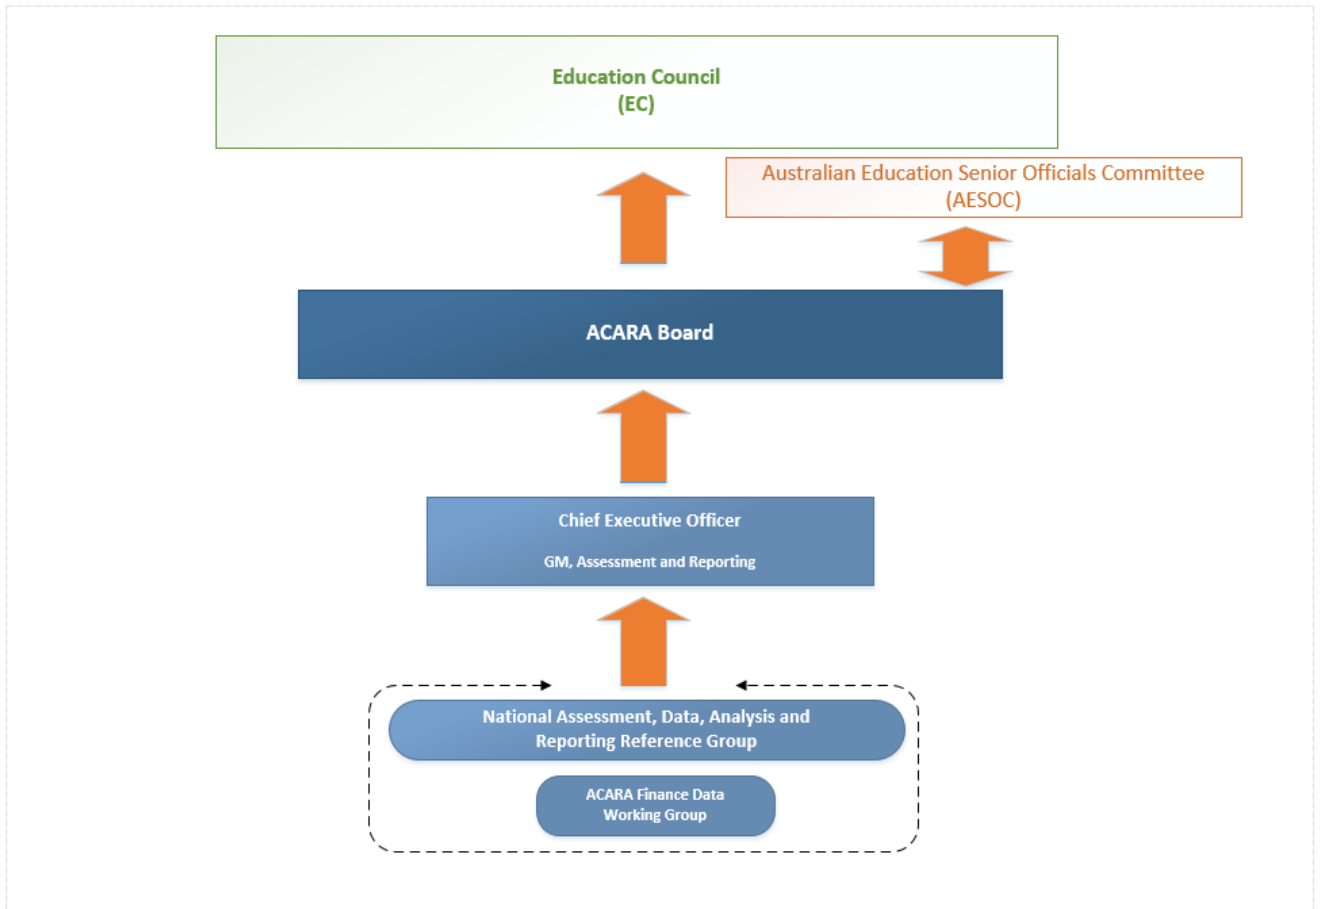 Education Council
(EC)
Australian Education Senior Officials Committee
(AESOC)
ACARA Board
Chief Executive Officer
GM, Assessment and Reporting
National Assessment, Data, Analysis and
Reporting Reference Group
ACARA Finance Data
Working Group